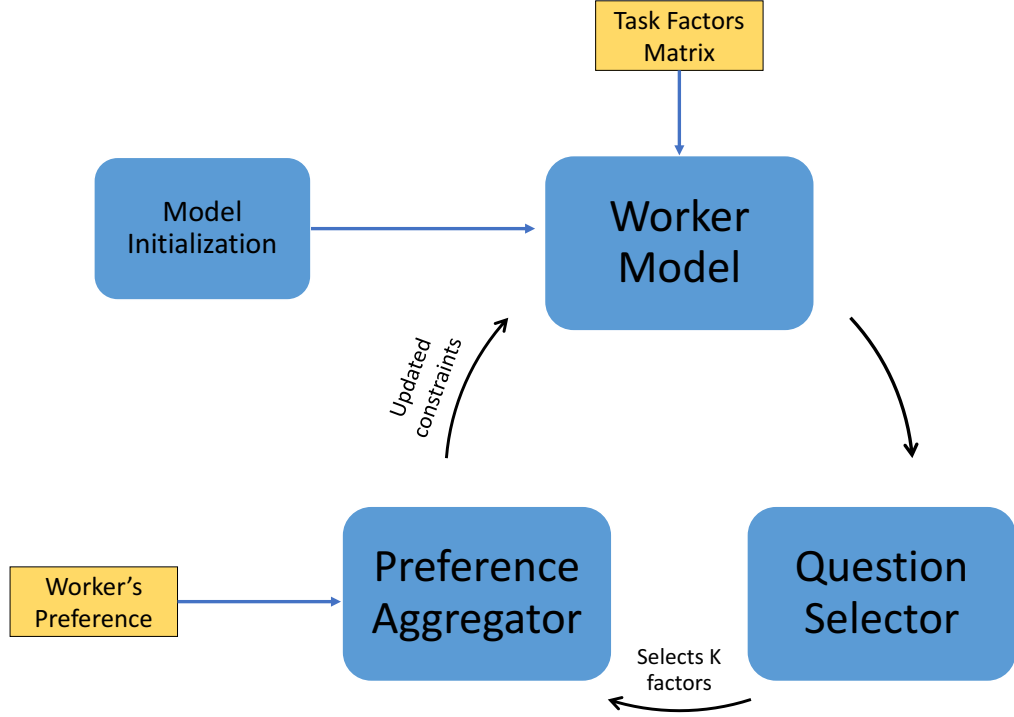 Task Factors
Matrix
Model
Initialization
Worker
Model
Updated
constraints
Worker’s
Preference
Preference
Aggregator
Selects K
factors
Question
Selector